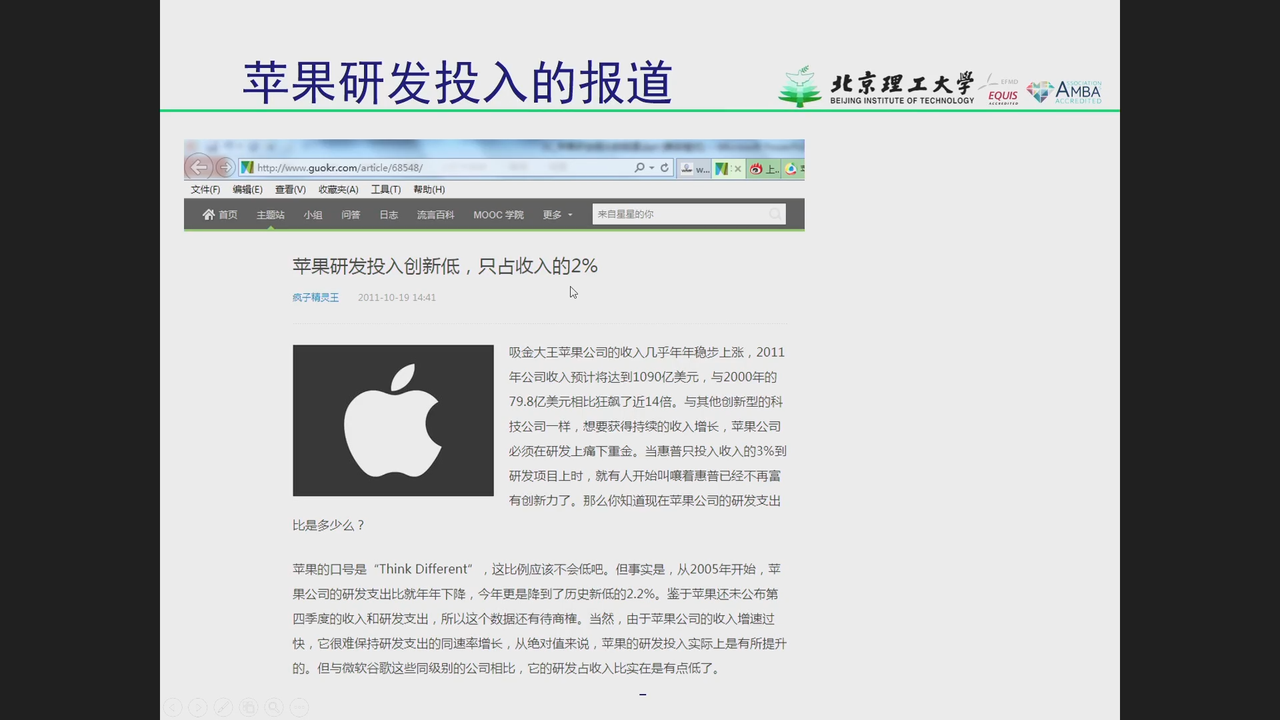 苹果研发投入的报道
北京理工大学
BEIJING INSTITUTE OF TECHNOLOGY
EFMD
EQUIS
ACCREDITED
ASSOCIATION
AMBA
ACCREDITED
http://www.guokr.com/article/68548/
w...
上...
文件(F) 编辑(E) 查看(V) 收藏夹(A) 工具(T) 帮助(H)
首页 主题站 小组 问答 日志 流言百科 MOOC 学院 更多 来自星星的你
苹果研发投入创新低，只占收入的2%
疯子精灵王 2011-10-19 14:41
吸金大王苹果公司的收入几乎年年稳步上涨，2011
年公司收入预计将达到1090亿美元，与2000年的
79.8亿美元相比狂飙了近14倍。与其他创新型的科
技公司一样，想要获得持续的收入增长，苹果公司
必须在研发上痛下重金。当惠普只投入收入的3%到
研发项目上时，就有人开始叫嚷着惠普已经不再富
有创新力了。那么你知道现在苹果公司的研发支出
比是多少么？
苹果的口号是“Think Different”，这比例应该不会低吧。但事实是，从2005年开始，苹
果公司的研发支出比就年年下降，今年更是降到了历史新低的2.2%。鉴于苹果还未公布第
四季度的收入和研发支出，所以这个数据还有待商榷。当然，由于苹果公司的收入增速过
快，它很难保持研发支出的同速率增长，从绝对值来说，苹果的研发投入实际上是有所提升
的。但与微软谷歌这些同级别的公司相比，它的研发占收入比实在是有点低了。